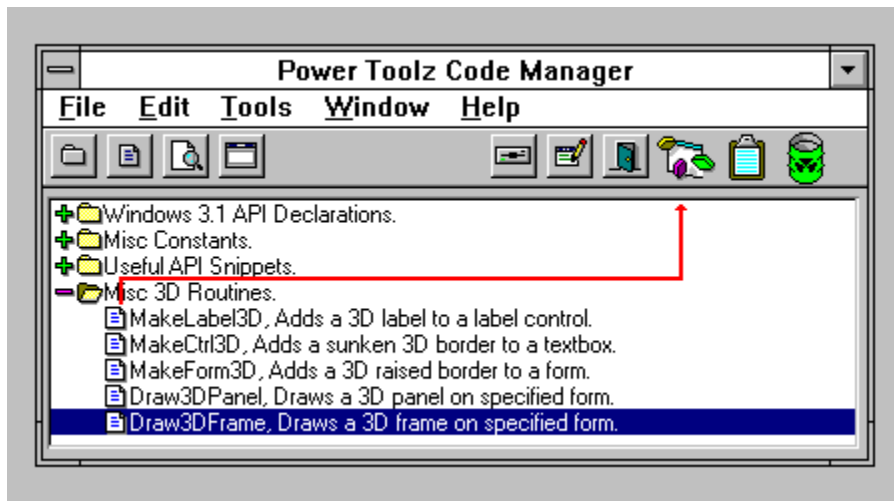 Power Toolz Code Manager
File Edit Tools Window Help
Windows 3.1 API Declarations.
Misc Constants.
Useful API Snippets.
Misc 3D Routines.
MakeLabel3D, Adds a 3D label to a label control.
MakeCtrl3D, Adds a sunken 3D border to a textbox.
MakeForm3D, Adds a 3D raised border to a form.
Draw3DPanel, Draws a 3D panel on specified form.
Draw3DFrame, Draws a 3D frame on specified form.